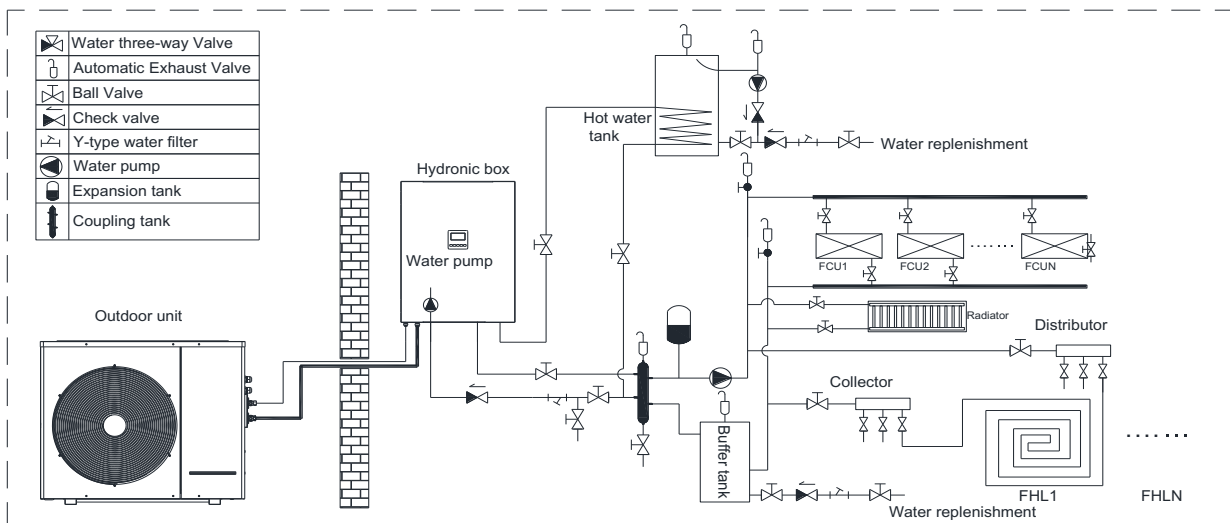 Water three-way Valve
Automatic Exhaust Valve
Ball Valve
Check valve
Y-type water filter
Water pump
Expansion tank
Coupling tank
Hot water
tank
Water replenishment
Hydronic box
Water pump
FCU1
FCU2
FCUN
Radiator
Outdoor unit
Distributor
Collector
Buffer tank
FHL1
FHLN
Water replenishment